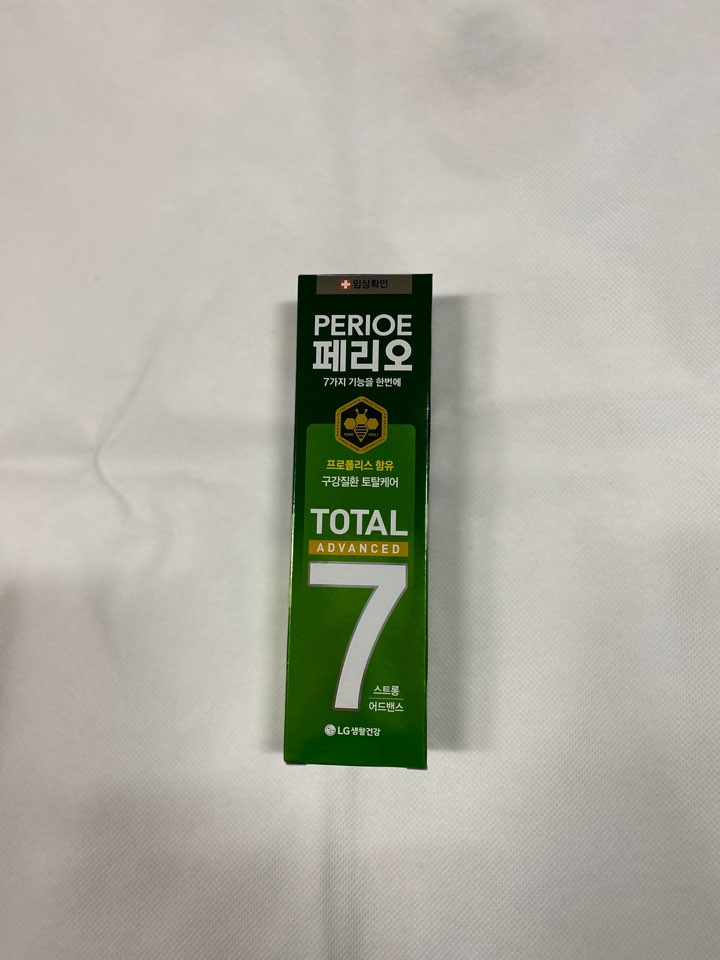 임상확인
PERIOE
페리오
7가지 기능을 한번에
프로폴리스 함유
구강질환 토탈케어
TOTAL
ADVANCED
7
스트롱
어드밴스
LG생활건강